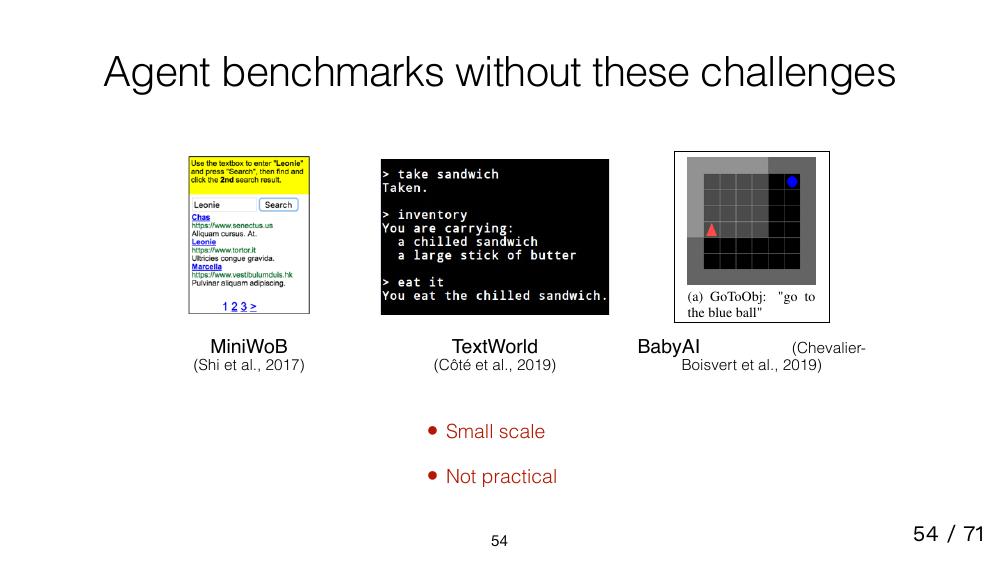 Agent benchmarks without these challenges
Use the textbox to enter "Leonie"
and press "Search", then find and
click the 2nd search result.
Leonie Search
Chas
https://www.senectus.us
Aliquam cursus. At.
Leonie
https://www.tortor.it
Ultricies congue gravida.
Marcella
https://www.vestibulumduis.hk
Pulvinar aliquam adipiscing.
1 2 3 >
> take sandwich
Taken.
> inventory
You are carrying:
a chilled sandwich
a large stick of butter
> eat it
You eat the chilled sandwich.
(a) GoToObj: "go to
the blue ball"
MiniWoB
(Shi et al., 2017)
TextWorld
(Côté et al., 2019)
BabyAI (Chevalier-
Boisvert et al., 2019)
• Small scale
• Not practical
54
54 / 71